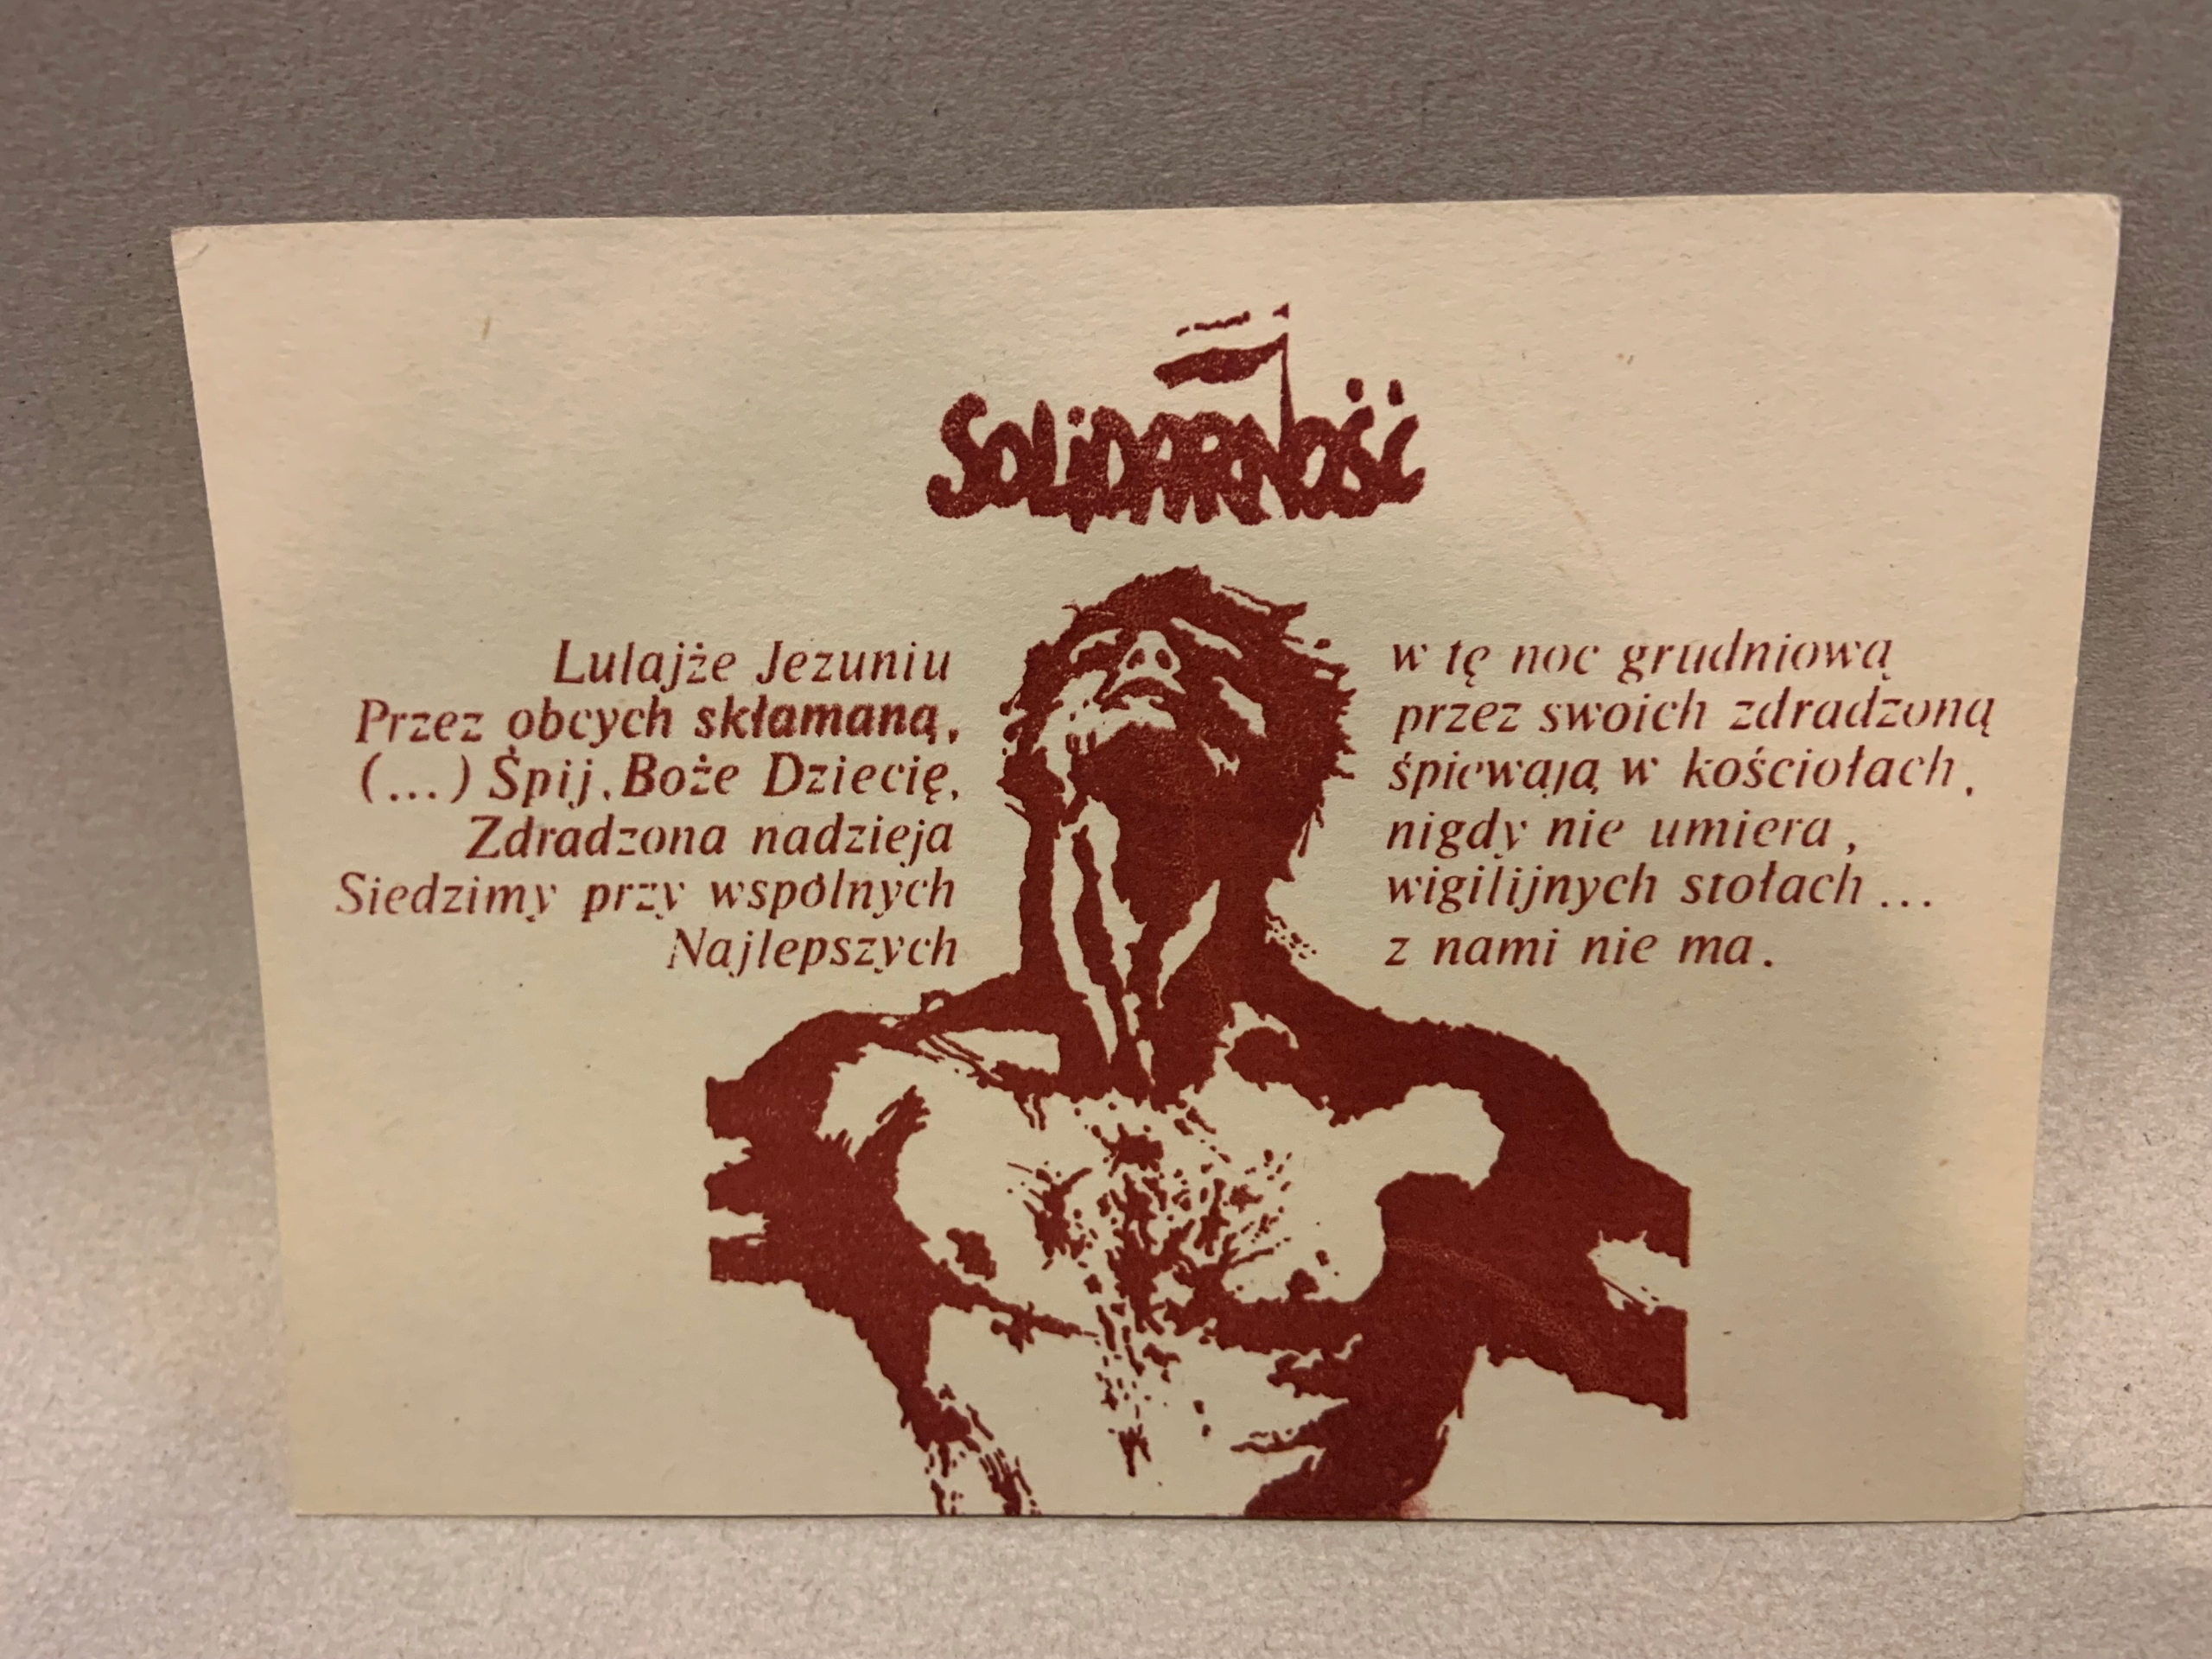 SOLiDARNOŚĆ
Lulajże Jezuniu w tę noc grudniową
Przez obcych skłamaną, przez swoich zdradzoną
(...) Śpij, Boże Dziecię, śpiewają w kościołach,
Zdradzona nadzieja nigdy nie umiera,
Siedzimy przy wspólnych wigilijnych stołach...
Najlepszych z nami nie ma.